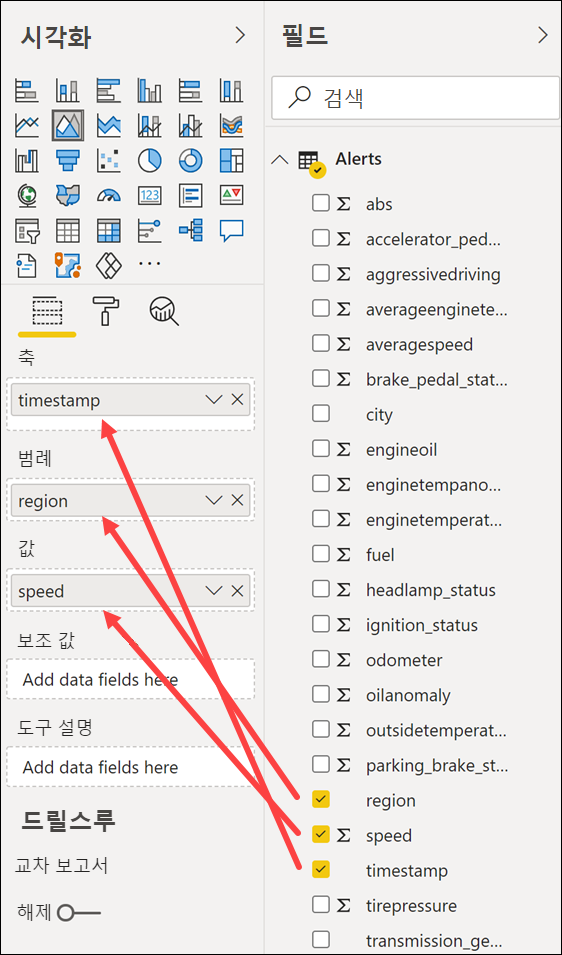 시각화
123
축
timestamp
범례
region
값
speed
보조 값
Add data fields here
도구 설명
Add data fields here
드릴스루
교차 보고서
해제
필드
검색
Alerts
abs
accelerator_ped...
aggressivedriving
averageenginete...
averagespeed
brake_pedal_stat...
city
engineoil
enginetempano...
enginetemperat...
fuel
headlamp_status
ignition_status
odometer
oilanomaly
outsidetemperat...
parking_brake_st...
region
speed
timestamp
tirepressure
transmission_ge...